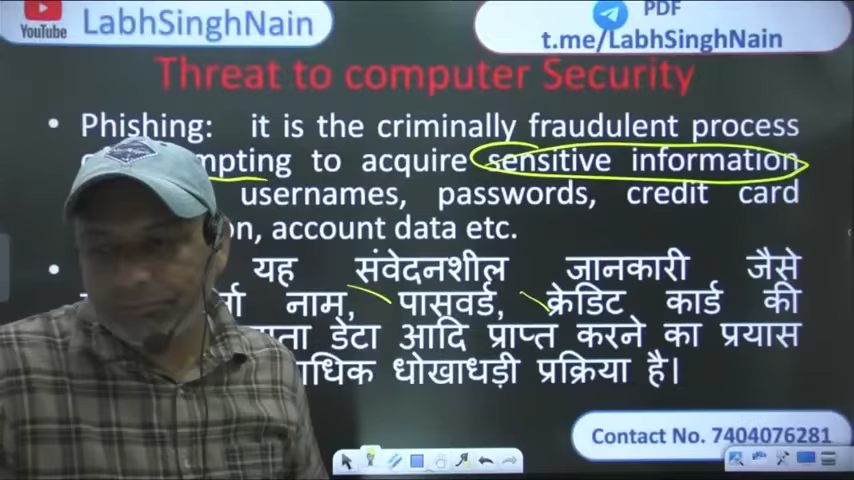 YouTube
LabhSinghNain
PDF
t.me/LabhSinghNain
Threat to computer Security
• Phishing: it is the criminally fraudulent process
mpting to acquire sensitive information
usernames, passwords, credit card
on, account data etc.
• यह संवेदनशील जानकारी जैसे
नाम, पासवर्ड, क्रेडिट कार्ड की
डेटा आदि प्राप्त करने का प्रयास
धोखाधड़ी प्रक्रिया है।
Contact No. 7404076281